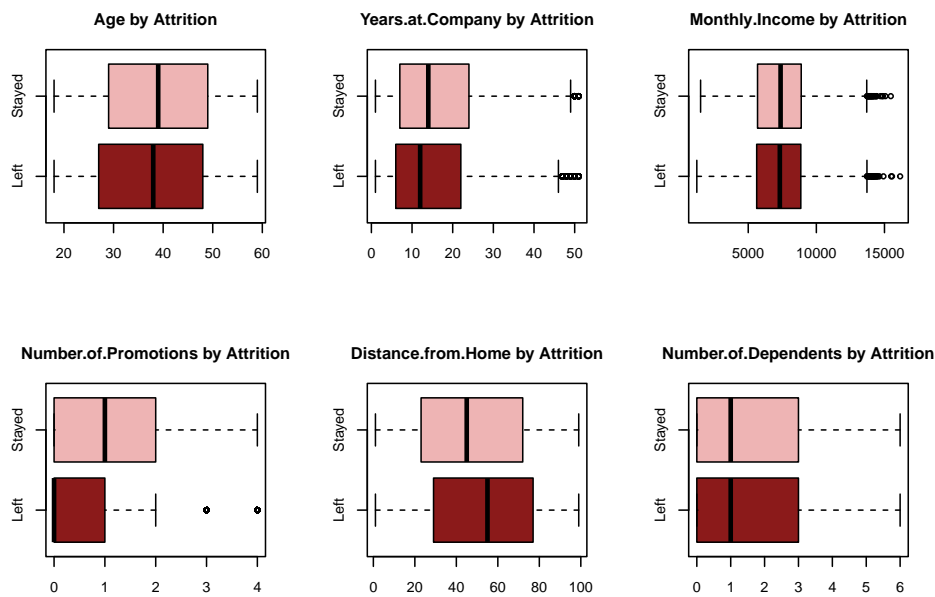 Age by Attrition
Stayed
Left
20 30 40 50 60
Years.at.Company by Attrition
Stayed
Left
0 10 20 30 40 50
Monthly.Income by Attrition
Stayed
Left
5000 10000 15000
Number.of.Promotions by Attrition
Stayed
Left
0 1 2 3 4
Distance.from.Home by Attrition
Stayed
Left
0 20 40 60 80 100
Number.of.Dependents by Attrition
Stayed
Left
0 1 2 3 4 5 6